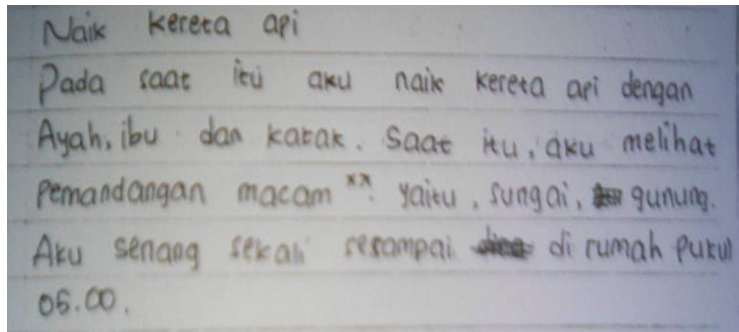 Naik kereta api
Pada saat itu aku naik kereta api dengan
Ayah, ibu dan kakak. Saat itu, aku melihat
pemandangan macam ××. yaitu, sungai, gunung.
Aku senang sekali sesampai di rumah pukul
05.00.